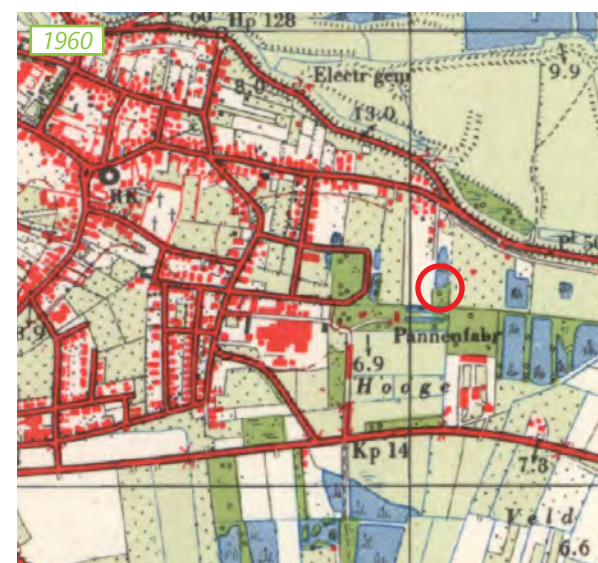 60
Hp 128
1960
Electr gem
9.9
8.0
13.0
RK
Pannenfabr
6.9
Hooge
Kp 14
7.3
Veld
6.6